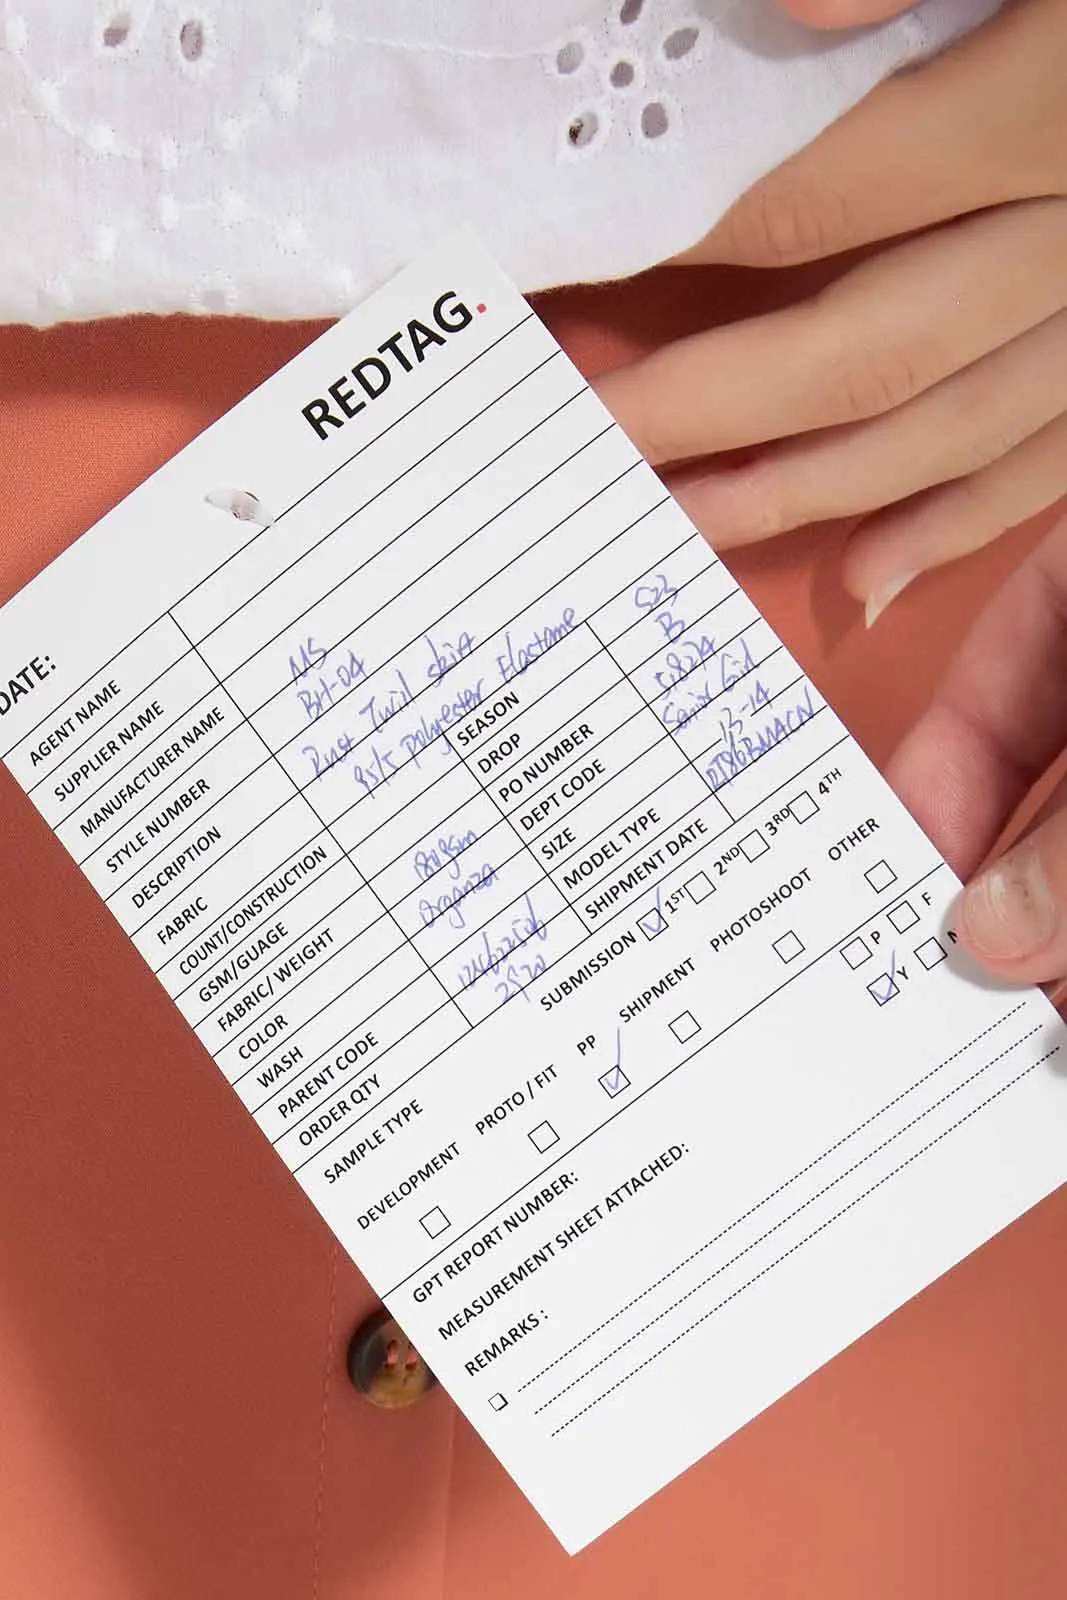 REDTAG.
DATE:
AGENT NAME
SUPPLIER NAME MS
MANUFACTURER NAME BH-04
STYLE NUMBER
DESCRIPTION Rust Twill skirt
FABRIC 95/5 polyester Elastane
COUNT/CONSTRUCTION SEASON S23
GSM/GUAGE DROP B
FABRIC/ WEIGHT 180gsm PO NUMBER
COLOR Organza DEPT CODE Senior Girl
WASH SIZE 13-14
PARENT CODE MODEL TYPE
ORDER QTY 2520 SHIPMENT DATE
SAMPLE TYPE SUBMISSION 1ST 2ND 3RD 4TH
DEVELOPMENT PROTO / FIT PP SHIPMENT PHOTOSHOOT OTHER
GPT REPORT NUMBER: P F
MEASUREMENT SHEET ATTACHED: Y N
REMARKS :